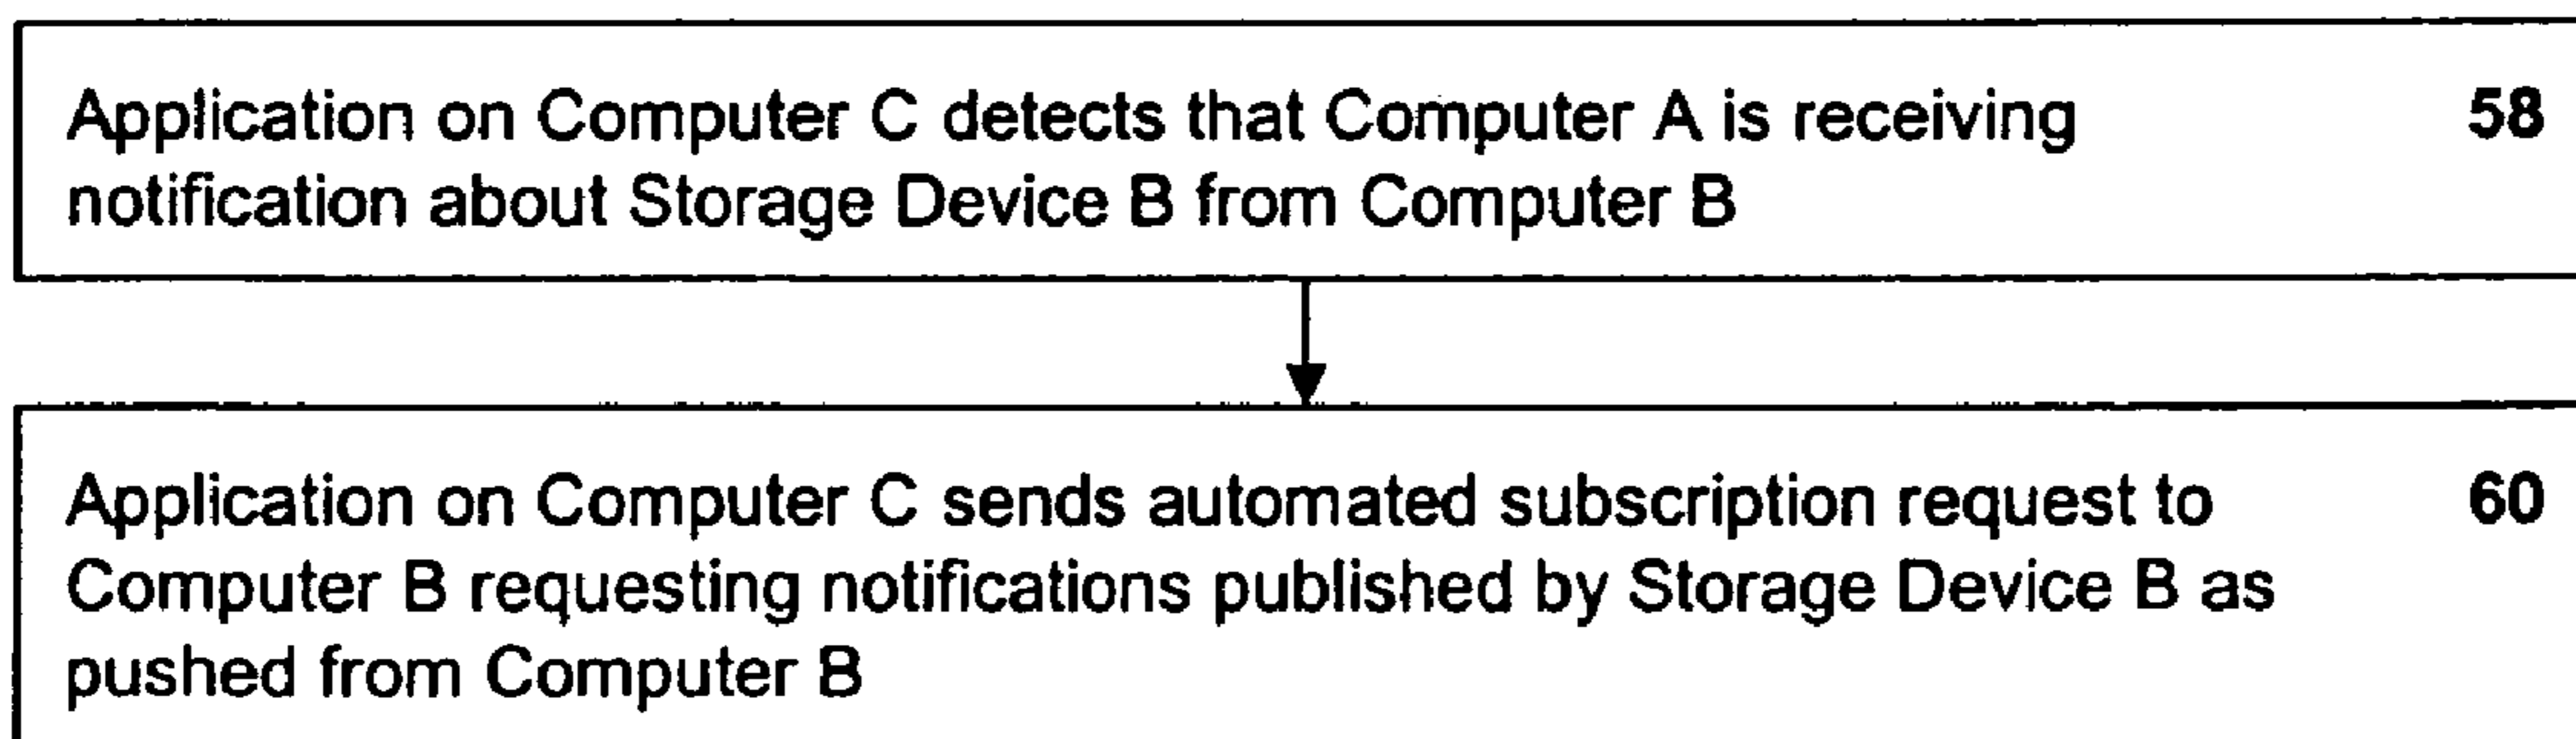 Application on Computer C detects that Computer A is receiving 58
notification about Storage Device B from Computer B
Application on Computer C sends automated subscription request to 60
Computer B requesting notifications published by Storage Device B as
pushed from Computer B